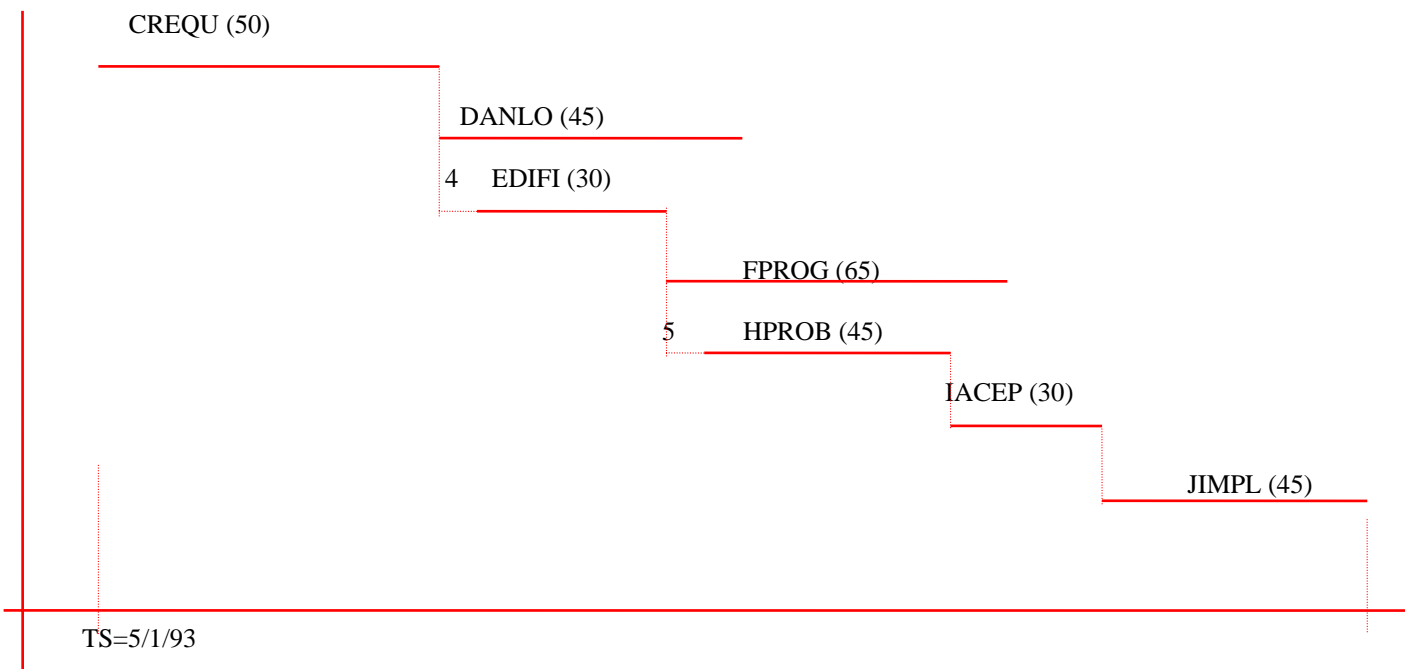 CREQU (50)
DANLO (45)
4 EDIFI (30)
FPROG (65)
5 HPROB (45)
IACEP (30)
JIMPL (45)
TS=5/1/93